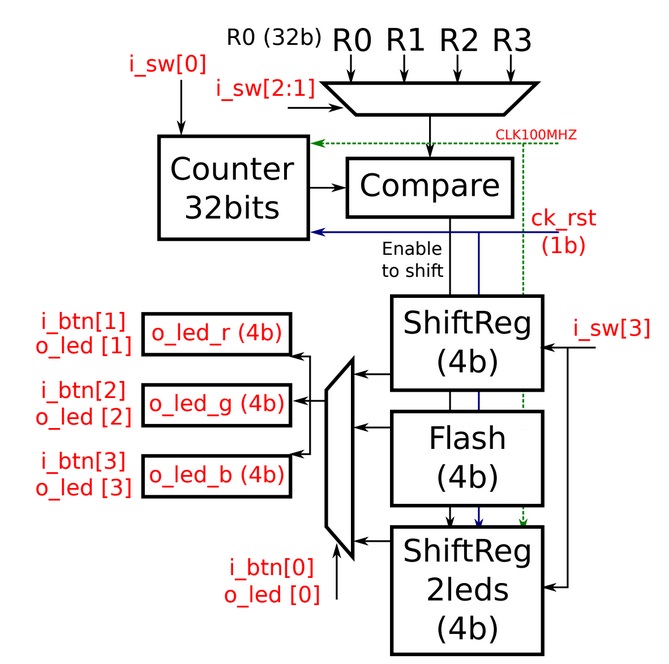 R0 (32b) R0 R1 R2 R3
i_sw[0]
i_sw[2:1]
CLK100MHZ
Counter
32bits
Compare
ck_rst
(1b)
Enable
to shift
ShiftReg
(4b)
i_sw[3]
i_btn[1]
o_led [1]
o_led_r (4b)
i_btn[2]
o_led [2]
o_led_g (4b)
Flash
(4b)
i_btn[3]
o_led [3]
o_led_b (4b)
ShiftReg
2leds
(4b)
i_btn[0]
o_led [0]